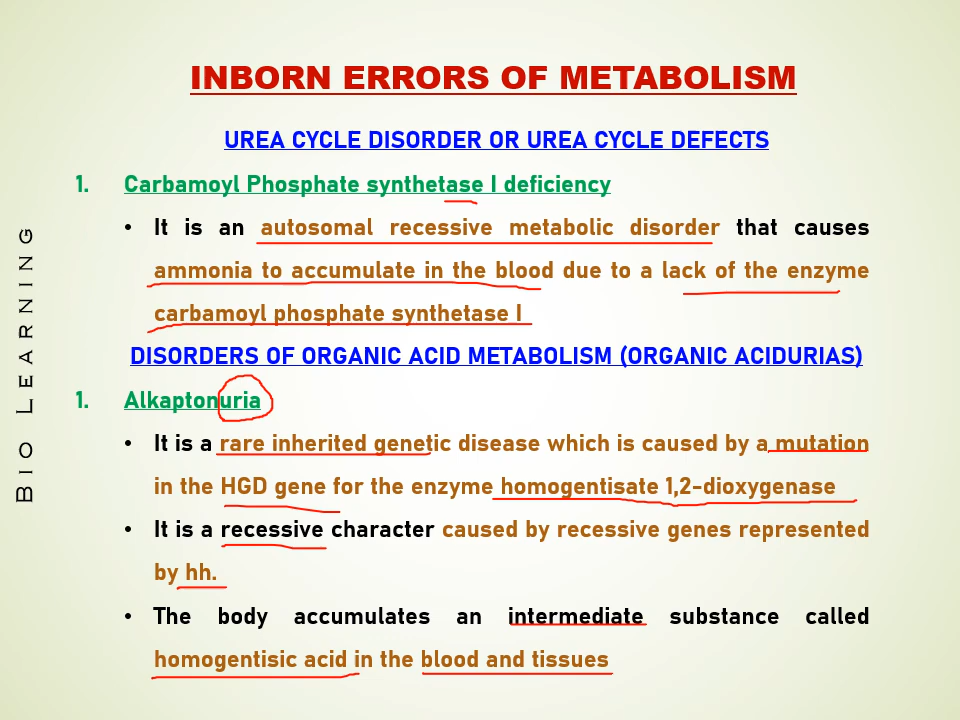 INBORN ERRORS OF METABOLISM
UREA CYCLE DISORDER OR UREA CYCLE DEFECTS
1. Carbamoyl Phosphate synthetase I deficiency
• It is an autosomal recessive metabolic disorder that causes
ammonia to accumulate in the blood due to a lack of the enzyme
carbamoyl phosphate synthetase I
DISORDERS OF ORGANIC ACID METABOLISM (ORGANIC ACIDURIAS)
1. Alkaptonuria
• It is a rare inherited genetic disease which is caused by a mutation
in the HGD gene for the enzyme homogentisate 1,2-dioxygenase
• It is a recessive character caused by recessive genes represented
by hh.
• The body accumulates an intermediate substance called
homogentisic acid in the blood and tissues
Bio Learning